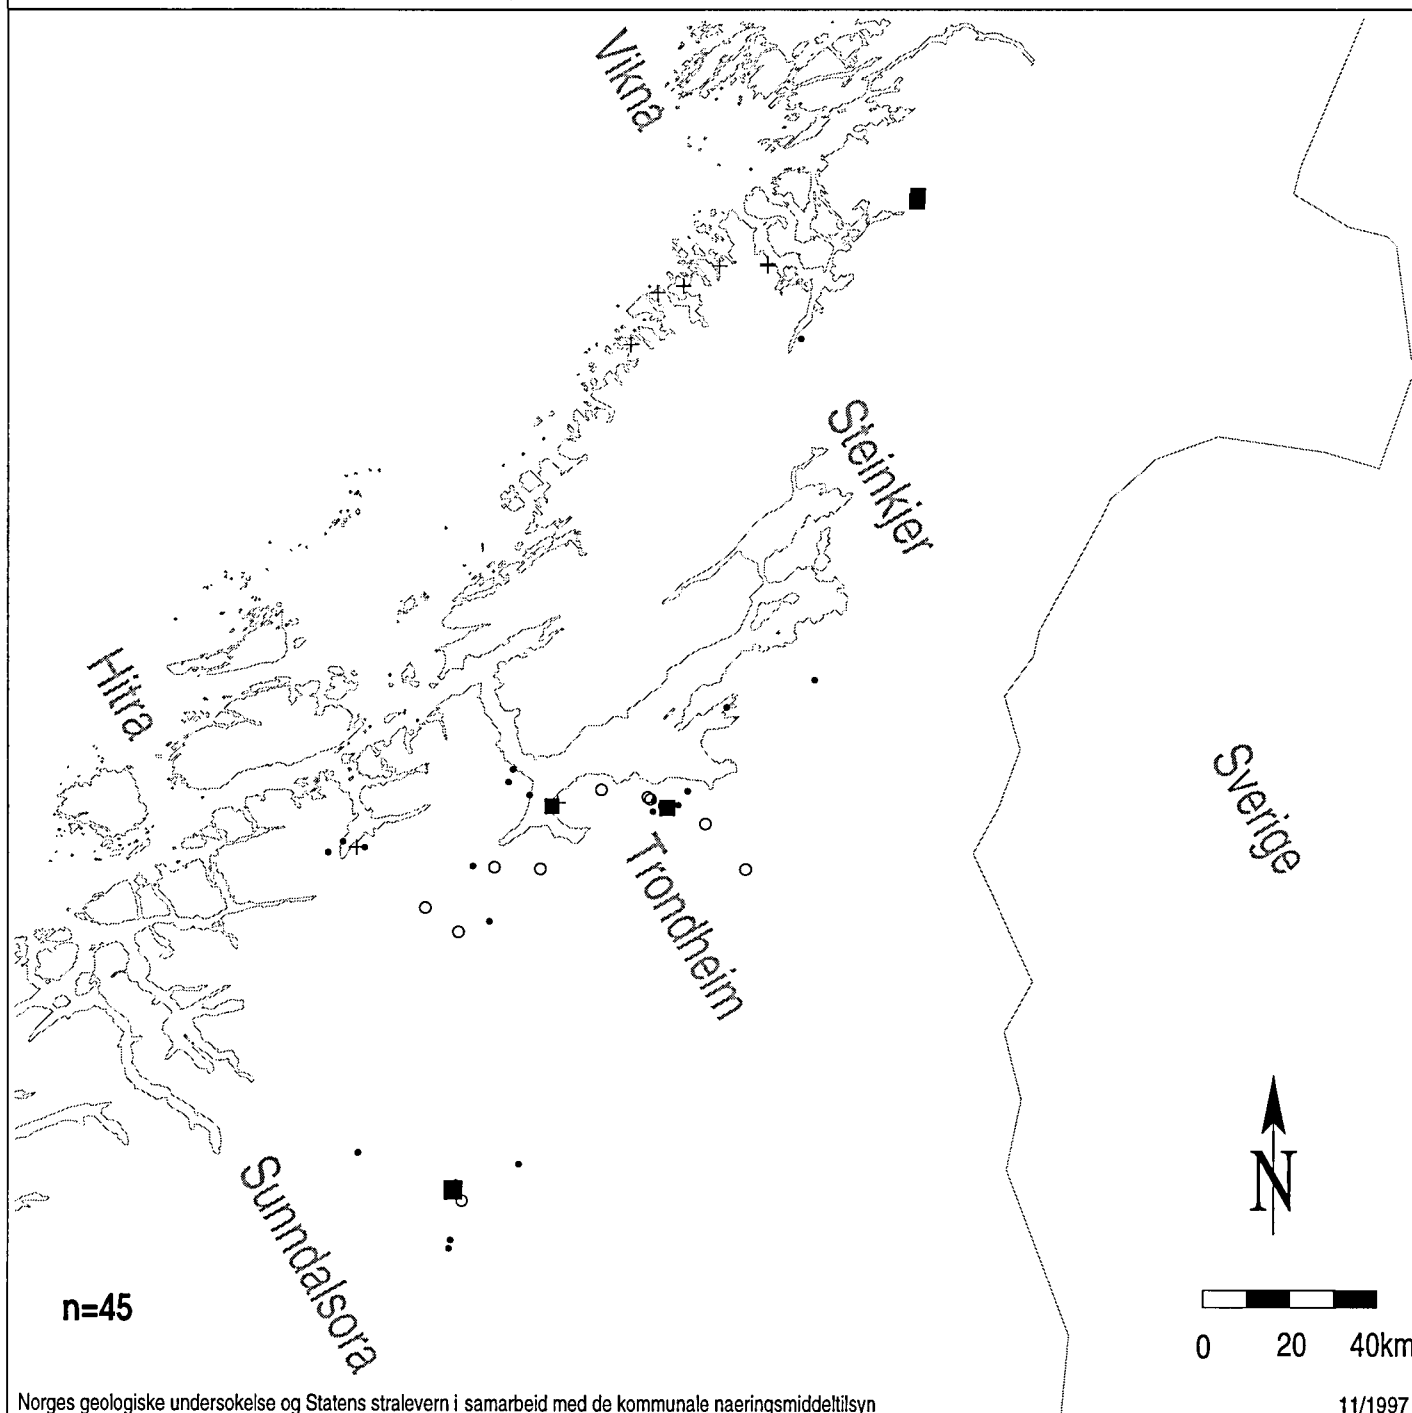 Vikna
Steinkjer
Hitra
Sverige
Trondheim
Sunndalsora
N
n=45
0 20 40km
Norges geologiske undersokelse og Statens stralevern i samarbeid med de kommunale naeringsmiddeltilsyn
11/1997